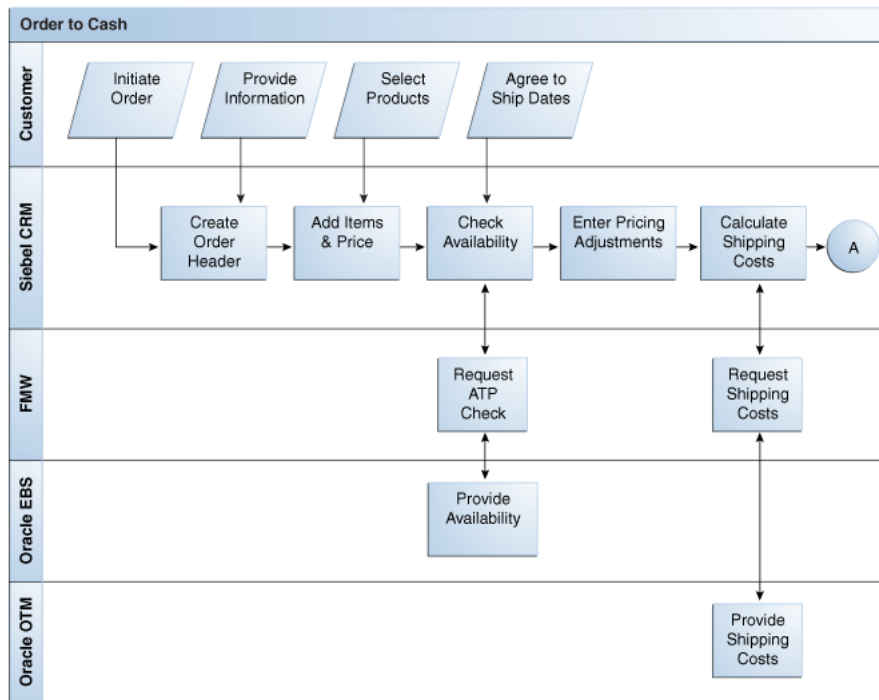 Order to Cash
Customer
Initiate
Order
Provide
Information
Select
Products
Agree to
Ship Dates
Siebel CRM
Create
Order
Header
Add Items
& Price
Check
Availability
Enter Pricing
Adjustments
Calculate
Shipping
Costs
A
FMW
Request
ATP
Check
Request
Shipping
Costs
Oracle EBS
Provide
Availability
Oracle OTM
Provide
Shipping
Costs